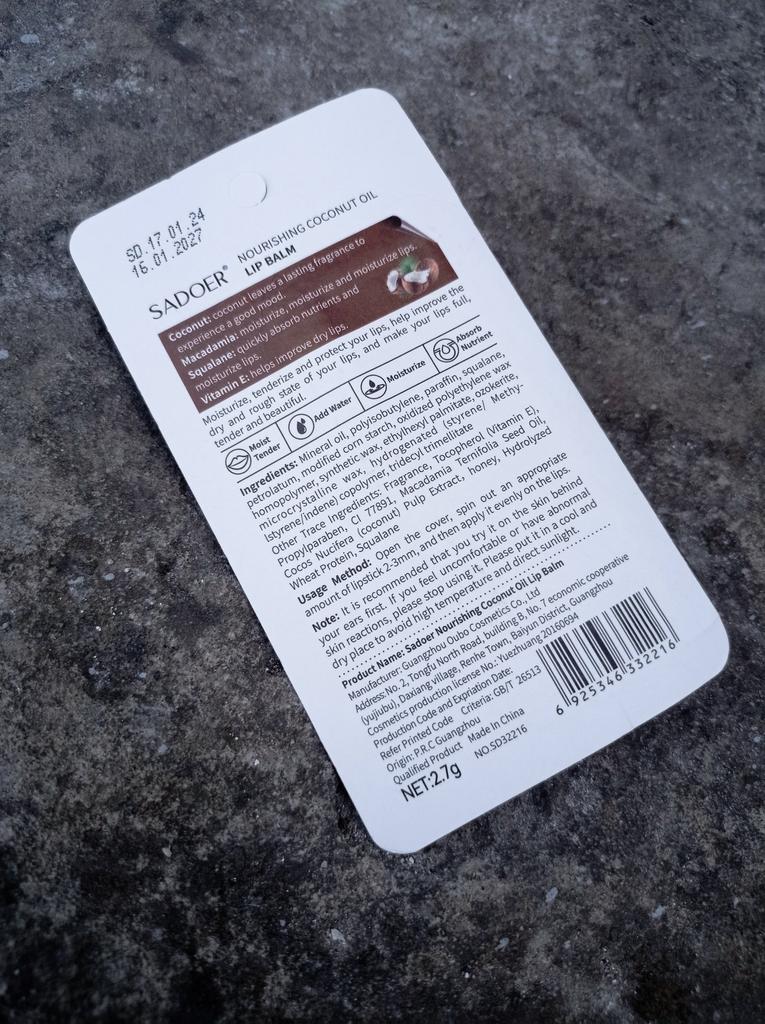 SD.17.01.24
16.01.2027
SADOER®
NOURISHING COCONUT OIL
LIP BALM
Coconut: coconut leaves a lasting fragrance to
experience a good mood.
Macadamia: moisturize, moisturize and moisturize lips.
Squalane: quickly absorb nutrients and
moisturize lips.
Vitamin E: helps improve dry lips.
Moisturize, tenderize and protect your lips, help improve the
dry and rough state of your lips, and make your lips full,
tender and beautiful.
Moist
Tender
Add Water
Moisturize
Absorb
Nutrient
Ingredients: Mineral oil, polyisobutylene, paraffin, squalane,
petrolatum, modified corn starch, oxidized polyethylene wax
homopolymer, synthetic wax, ethylhexyl palmitate, ozokerite,
microcrystalline wax, hydrogenated (styrene/ Methy-
lstyrene/indene) copolymer, tridecyl trimellitate
Other Trace Ingredients: Fragrance, Tocopherol (Vitamin E),
Propylparaben, CI 77891, Macadamia Ternifolia Seed Oil,
Cocos Nucifera (coconut) Pulp Extract, honey, Hydrolyzed
Wheat Protein, Squalane
Usage Method: Open the cover, spin out an appropriate
amount of lipstick 2-3mm, and then apply it evenly on the lips.
Note: It is recommended that you try it on the skin behind
your ears first. If you feel uncomfortable or have abnormal
skin reactions, please stop using it. Please put it in a cool and
dry place to avoid high temperature and direct sunlight.
Product Name: Sadoer Nourishing Coconut Oil Lip Balm
Manufacturer: Guangzhou Oubo Cosmetics Co., Ltd
Address: No. 2, Tongfu North Road, building B, No. 7 economic cooperative
(yujiubu), Daxiang village, Renhe Town, Baiyun District, Guangzhou
Cosmetics production license No.: Yuezhuang 20160694
Production Code and Expriation Date:
Refer Printed Code Criteria: GB/T 26513
Origin: P.R.C Guangzhou
Qualified Product Made In China
NET:2.7g
NO.SD32216
6 925346 332216